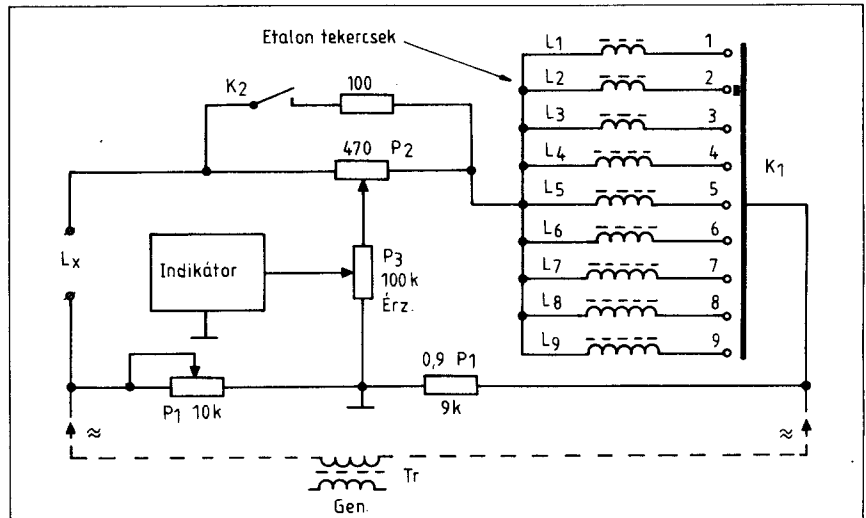 Etalon tekercsek
L1 1
L2 2
L3 3
L4 4
L5 5
L6 6
L7 7
L8 8
L9 9
K1
K2
100
470 P2
Lx
Indikátor
P3
100k
Érz.
0,9 P1
9k
P1 10k
≈
≈
Tr
Gen.